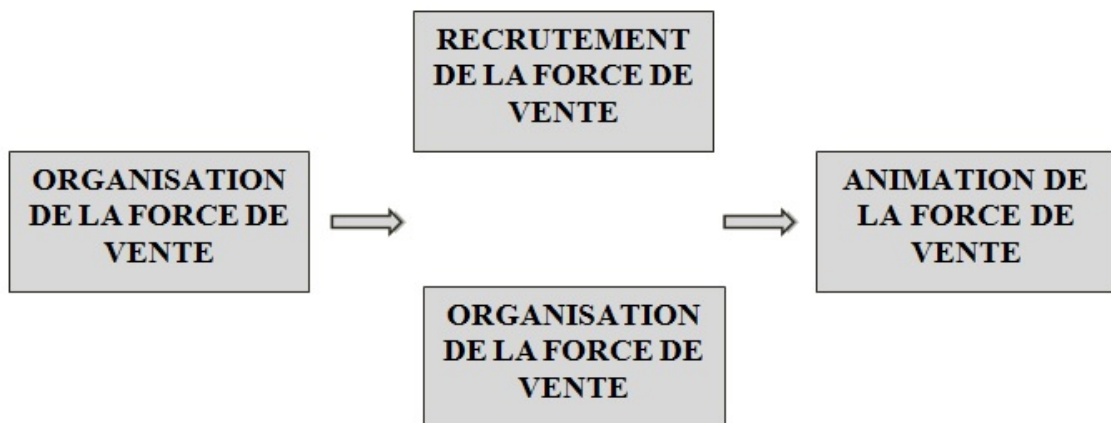 RECRUTEMENT
DE LA FORCE DE
VENTE
ORGANISATION
DE LA FORCE DE
VENTE
ANIMATION DE
LA FORCE DE
VENTE
ORGANISATION
DE LA FORCE DE
VENTE